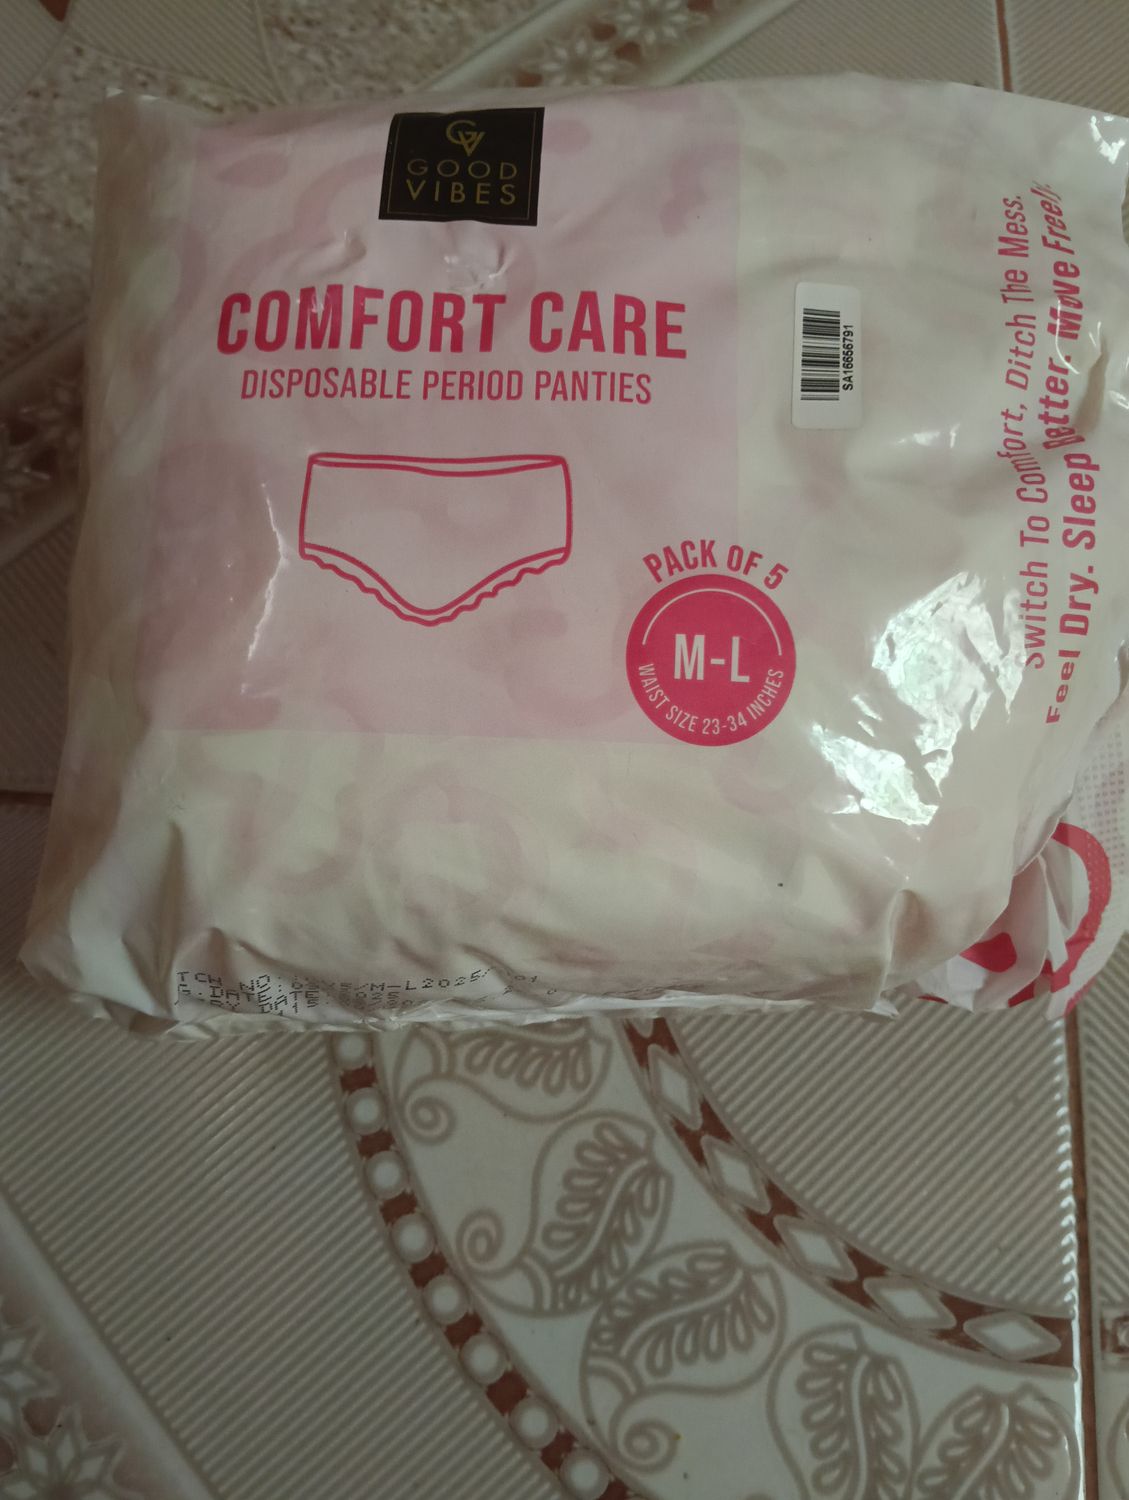 GV
GOOD
VIBES
COMFORT CARE
DISPOSABLE PERIOD PANTIES
SA16656791
PACK OF 5
M-L
WAIST SIZE 23-34 INCHES
Switch To Comfort, Ditch The Mess.
Feel Dry. Sleep Better. Move Freely.